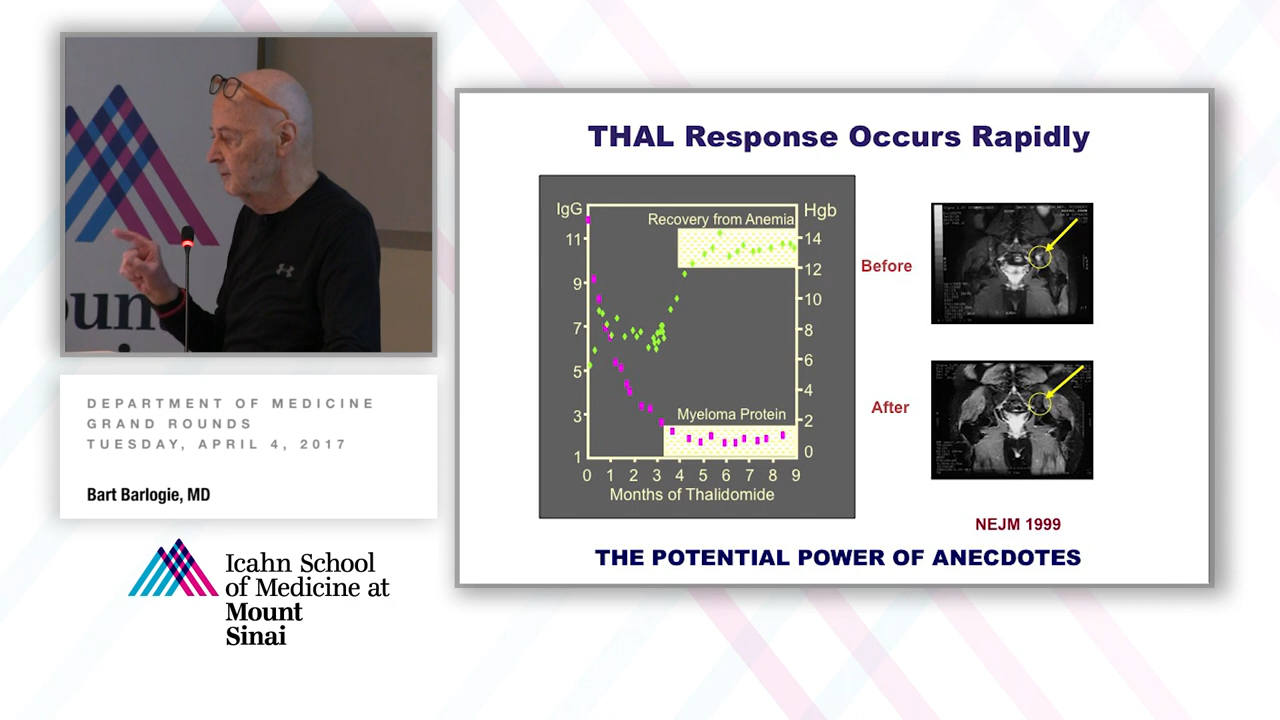 THAL Response Occurs Rapidly
IgG
Hgb
Recovery from Anemia
11
9
7
5
3
1
14
12
10
8
6
4
2
0
Myeloma Protein
0 1 2 3 4 5 6 7 8 9
Months of Thalidomide
Before
After
NEJM 1999
THE POTENTIAL POWER OF ANECDOTES
DEPARTMENT OF MEDICINE
GRAND ROUNDS
TUESDAY, APRIL 4, 2017
Bart Barlogie, MD
Icahn School
of Medicine at
Mount
Sinai